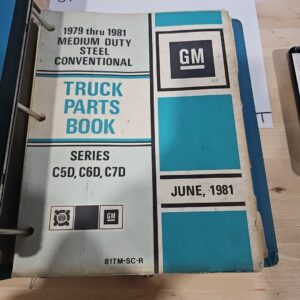 1979 thru 1981
MEDIUM DUTY
STEEL
CONVENTIONAL
GM
TRUCK
PARTS
BOOK
SERIES
C5D, C6D, C7D
JUNE, 1981
GM
81TM-SC-R